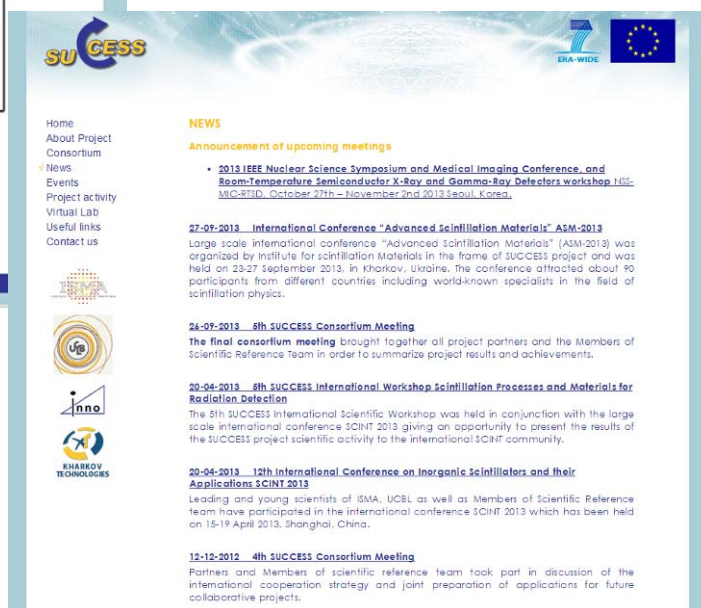 SUCCESS
7
ERA-WIDE
Home
About Project
Consortium
√ News
Events
Project activity
Virtual Lab
Useful links
Contact us
ISMA
UCBL
inno
KHARKOV
TECHNOLOGIES
NEWS
Announcement of upcoming meetings
• 2013 IEEE Nuclear Science Symposium and Medical Imaging Conference, and
Room-Temperature Semiconductor X-Ray and Gamma-Ray Detectors workshop NSS-
MIC-RTSD, October 27th – November 2nd 2013 Seoul, Korea.
27-09-2013 International Conference "Advanced Scintillation Materials" ASM-2013
Large scale international conference "Advanced Scintillation Materials" (ASM-2013) was
organized by Institute for scintillation Materials in the frame of SUCCESS project and was
held on 23-27 September 2013, in Kharkov, Ukraine. The conference attracted about 90
participants from different countries including world-known specialists in the field of
scintillation physics.
26-09-2013 5th SUCCESS Consortium Meeting
The final consortium meeting brought together all project partners and the Members of
Scientific Reference Team in order to summarize project results and achievements.
20-04-2013 5th SUCCESS International Workshop Scintillation Processes and Materials for
Radiation Detection
The 5th SUCCESS International Scientific Workshop was held in conjunction with the large
scale international conference SCINT 2013 giving an opportunity to present the results of
the SUCCESS project scientific activity to the international SCINT community.
20-04-2013 12th International Conference on Inorganic Scintillators and their
Applications SCINT 2013
Leading and young scientists of ISMA, UCBL as well as Members of Scientific Reference
team have participated in the international conference SCINT 2013 which has been held
on 15-19 April 2013, Shanghai, China.
12-12-2012 4th SUCCESS Consortium Meeting
Partners and Members of scientific reference team took part in discussion of the
international cooperation strategy and joint preparation of applications for future
collaborative projects.